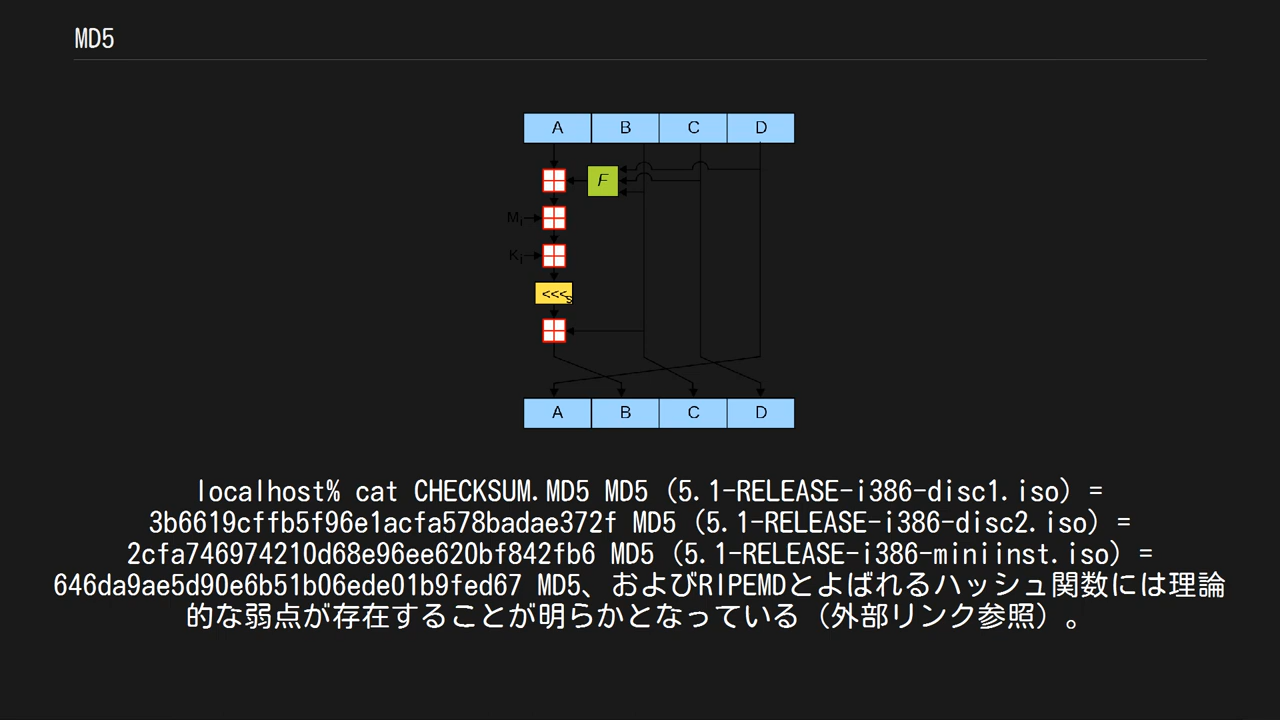 MD5
A B C D
F
Mi
Ki
<<<s
A B C D
localhost% cat CHECKSUM.MD5 MD5 (5.1-RELEASE-i386-disc1.iso) =
3b6619cffb5f96e1acfa578badae372f MD5 (5.1-RELEASE-i386-disc2.iso) =
2cfa746974210d68e96ee620bf842fb6 MD5 (5.1-RELEASE-i386-miniinst.iso) =
646da9ae5d90e6b51b06ede01b9fed67 MD5、およびRIPEMDとよばれるハッシュ関数には理論
的な弱点が存在することが明らかとなっている（外部リンク参照）。